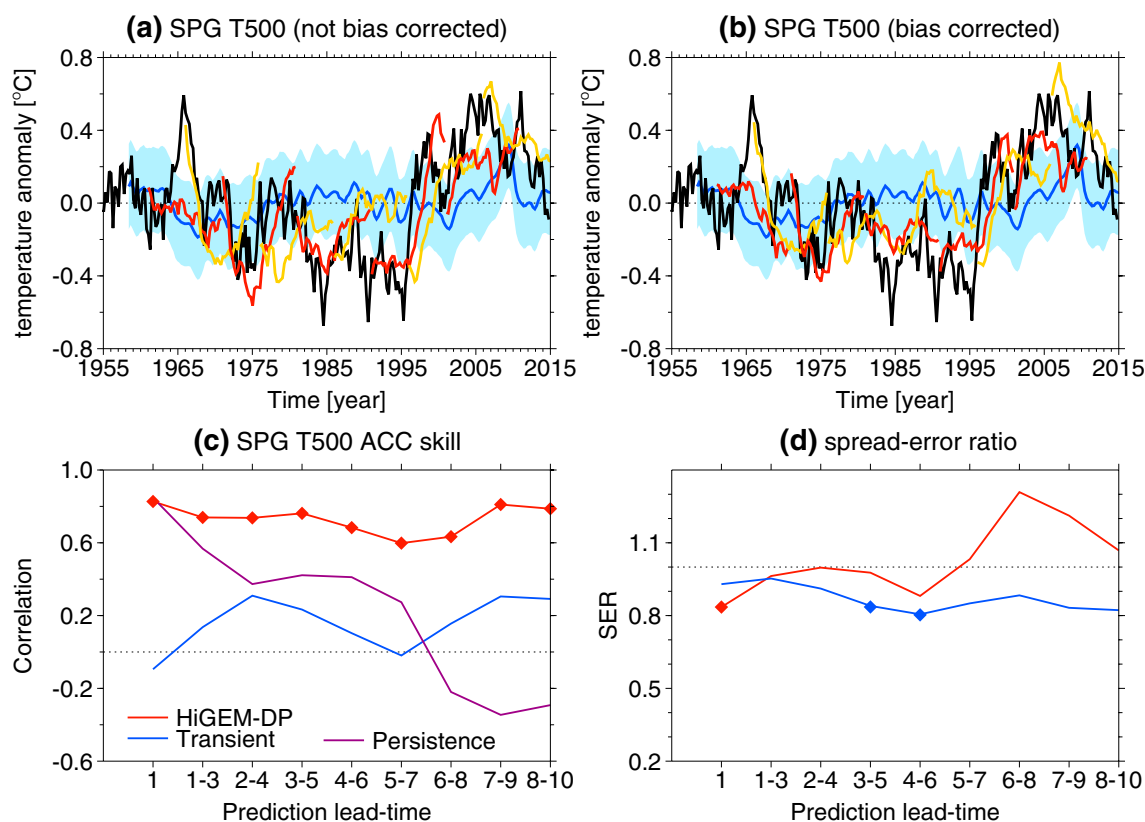 (a) SPG T500 (not bias corrected)
temperature anomaly [°C]
0.8
0.4
0.0
-0.4
-0.8
1955 1965 1975 1985 1995 2005 2015
Time [year]
(b) SPG T500 (bias corrected)
temperature anomaly [°C]
0.8
0.4
0.0
-0.4
-0.8
1955 1965 1975 1985 1995 2005 2015
Time [year]
(c) SPG T500 ACC skill
Correlation
1.0
0.6
0.2
-0.2
-0.6
HiGEM-DP
Transient
Persistence
1 1-3 2-4 3-5 4-6 5-7 6-8 7-9 8-10
Prediction lead-time
(d) spread-error ratio
SER
1.1
0.8
0.5
0.2
1 1-3 2-4 3-5 4-6 5-7 6-8 7-9 8-10
Prediction lead-time